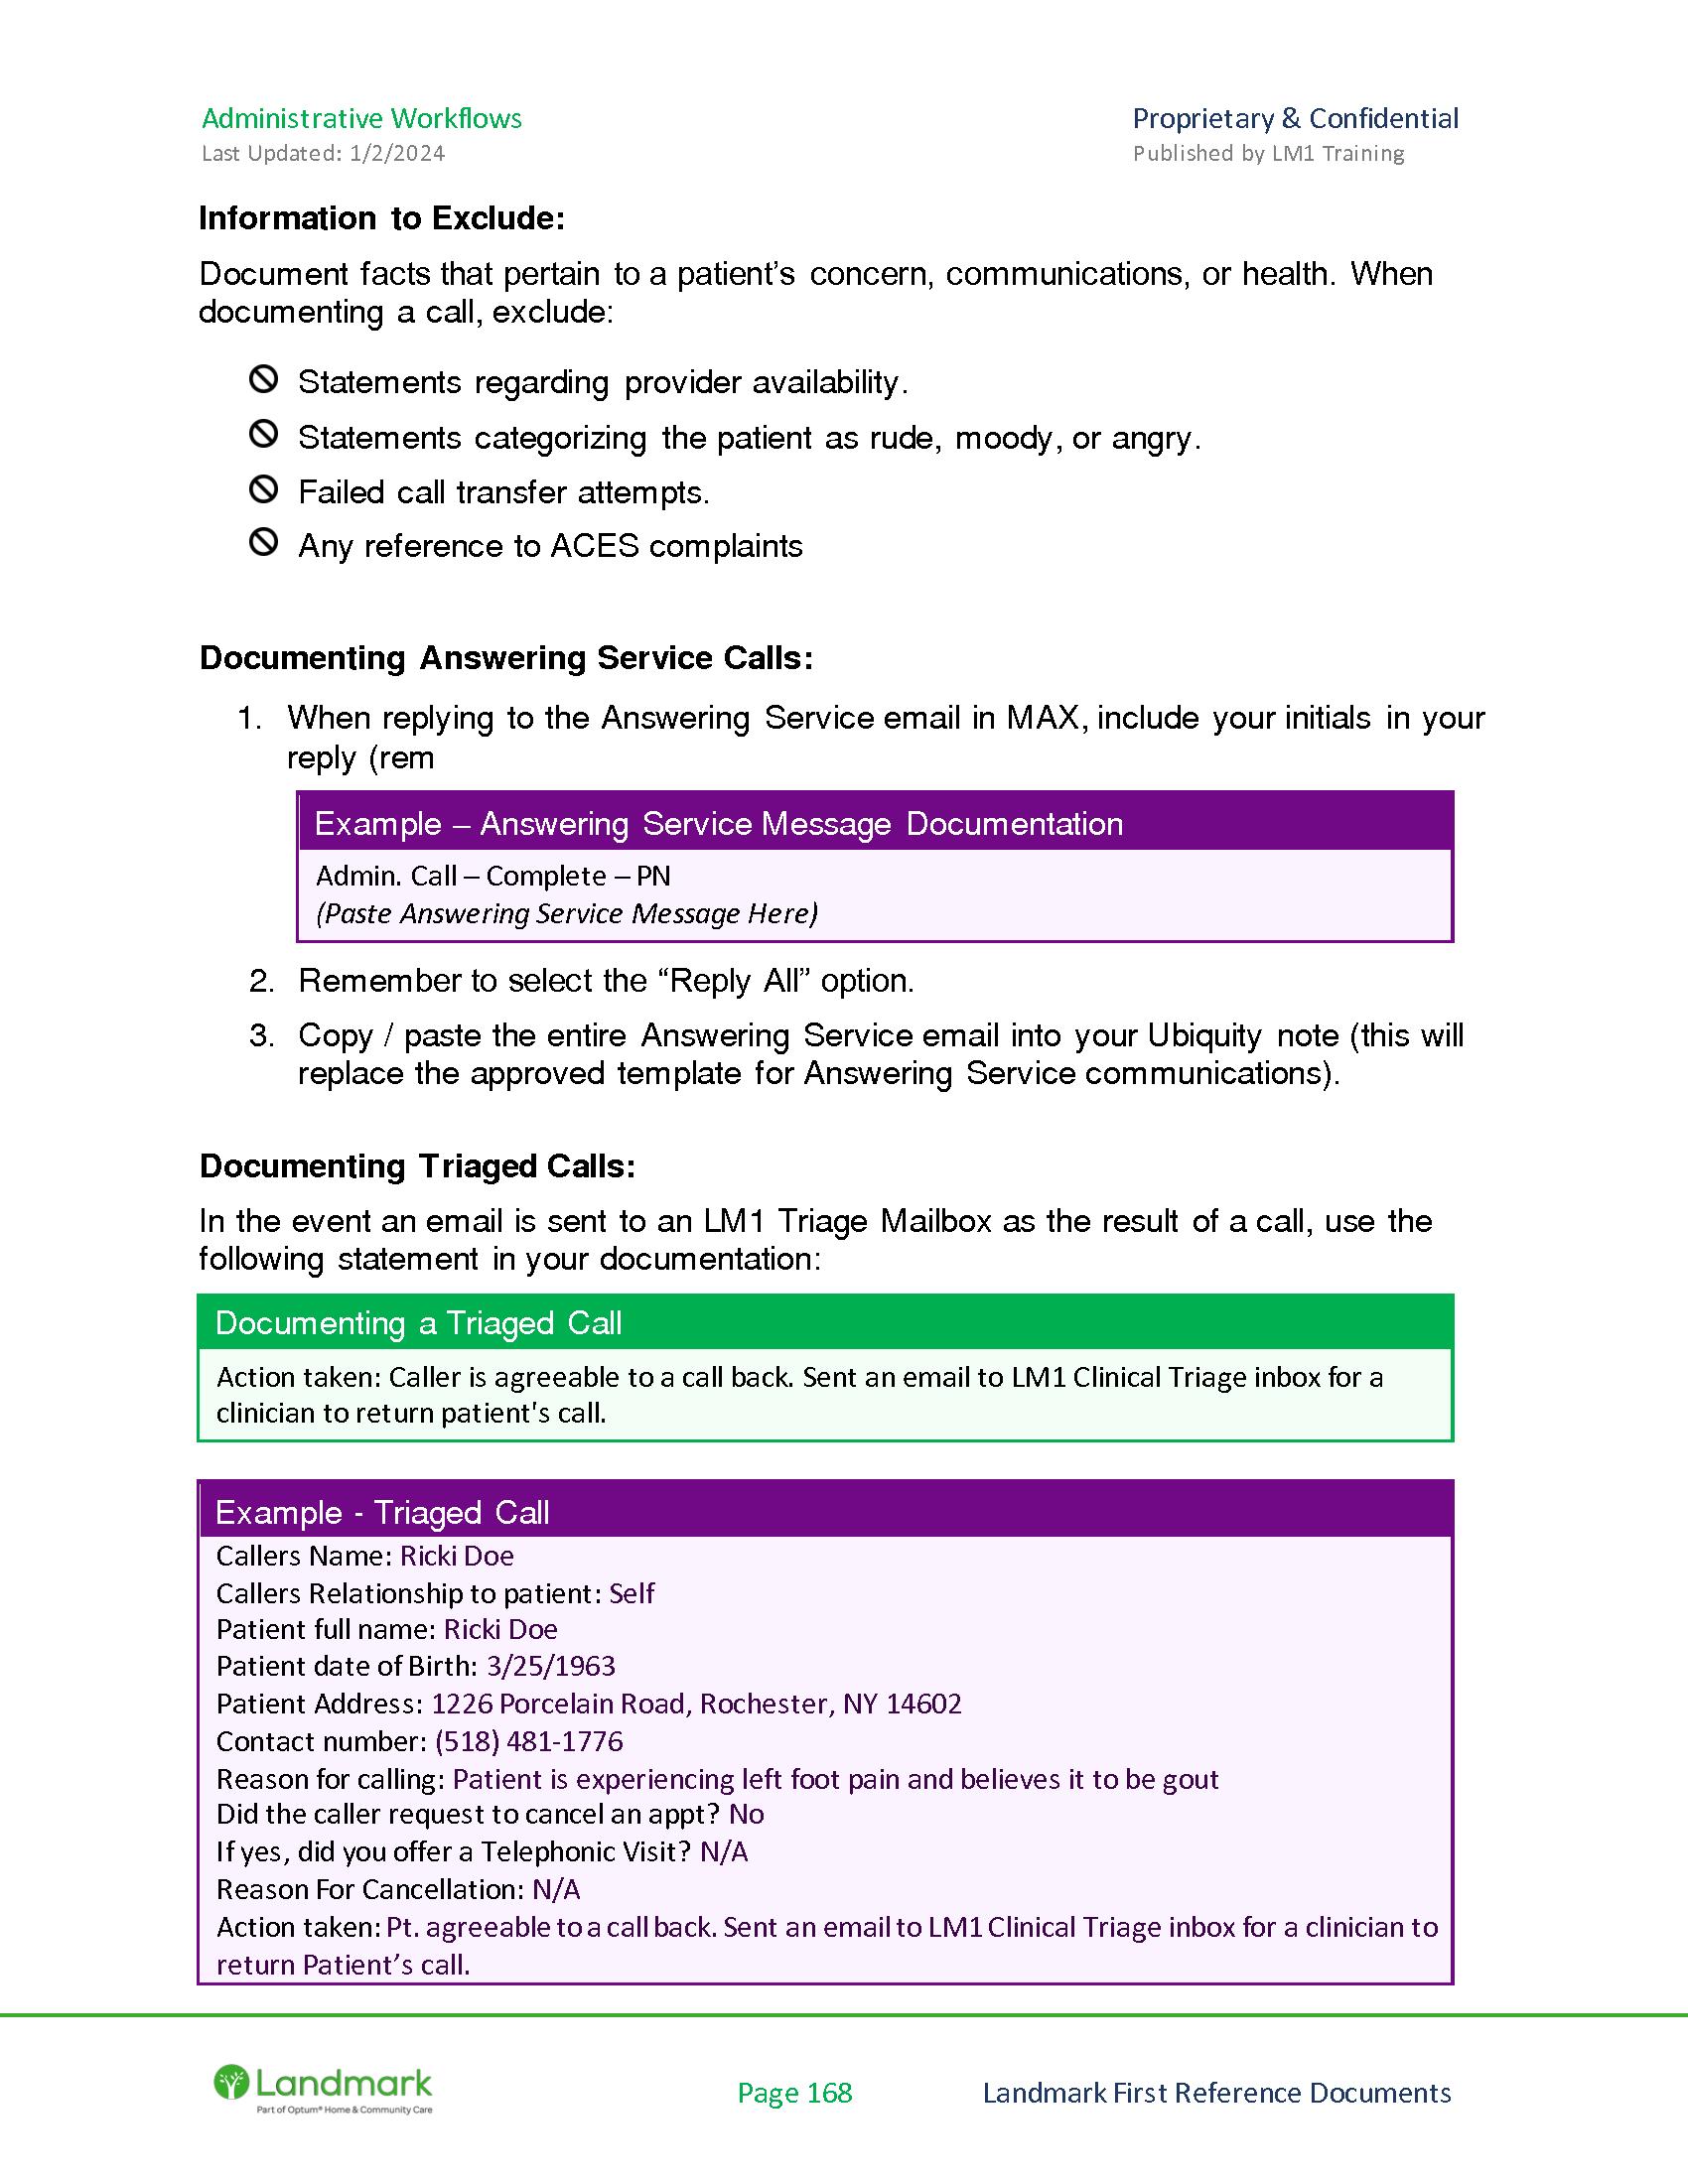 Administrative Workflows
Proprietary & Confidential
Last Updated: 1/2/2024
Published by LM1 Training
Information to Exclude:
Document facts that pertain to a patient’s concern, communications, or health. When
documenting a call, exclude:
Statements regarding provider availability.
Statements categorizing the patient as rude, moody, or angry.
Failed call transfer attempts.
Any reference to ACES complaints
Documenting Answering Service Calls:
1. When replying to the Answering Service email in MAX, include your initials in your
reply (rem
Example – Answering Service Message Documentation
Admin. Call – Complete – PN
(Paste Answering Service Message Here)
2. Remember to select the “Reply All” option.
3. Copy / paste the entire Answering Service email into your Ubiquity note (this will
replace the approved template for Answering Service communications).
Documenting Triaged Calls:
In the event an email is sent to an LM1 Triage Mailbox as the result of a call, use the
following statement in your documentation:
Documenting a Triaged Call
Action taken: Caller is agreeable to a call back. Sent an email to LM1 Clinical Triage inbox for a
clinician to return patient's call.
Example - Triaged Call
Callers Name: Ricki Doe
Callers Relationship to patient: Self
Patient full name: Ricki Doe
Patient date of Birth: 3/25/1963
Patient Address: 1226 Porcelain Road, Rochester, NY 14602
Contact number: (518) 481-1776
Reason for calling: Patient is experiencing left foot pain and believes it to be gout
Did the caller request to cancel an appt? No
If yes, did you offer a Telephonic Visit? N/A
Reason For Cancellation: N/A
Action taken: Pt. agreeable to a call back. Sent an email to LM1 Clinical Triage inbox for a clinician to
return Patient’s call.
Landmark
Part of Optum® Home & Community Care
Page 168
Landmark First Reference Documents